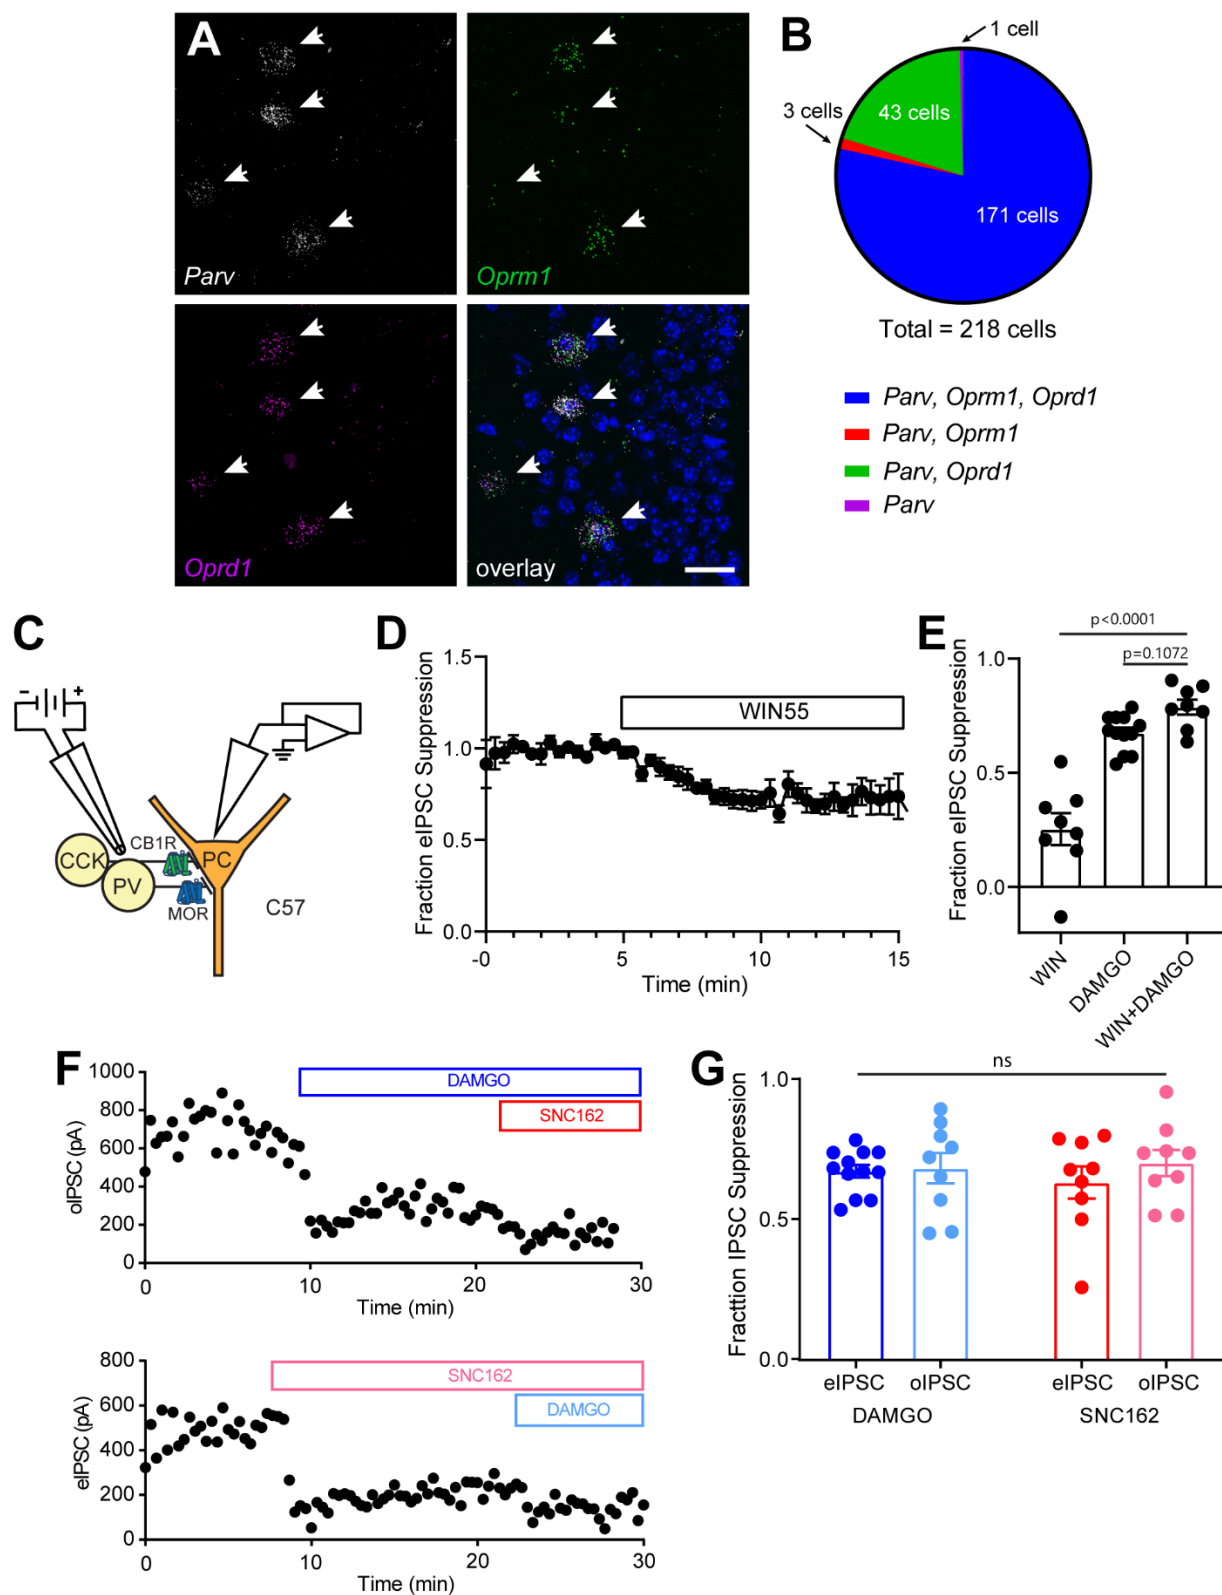 A
Parv
Oprm1
Oprd1
overlay
B
1 cell
3 cells
43 cells
171 cells
Total = 218 cells
Parv, Oprm1, Oprd1
Parv, Oprm1
Parv, Oprd1
Parv
C
- +
CB1R
CCK
PC
PV
MOR
C57
D
Fraction eIPSC Suppression
1.5
1.0
0.5
0.0
WIN55
-0 5 10 15
Time (min)
E
Fraction eIPSC Suppression
p<0.0001
p=0.1072
1.0
0.5
0.0
WIN
DAMGO
WIN+DAMGO
F
oIPSC (pA)
1000
800
600
400
200
0
DAMGO
SNC162
0 10 20 30
Time (min)
eIPSC (pA)
800
600
400
200
0
SNC162
DAMGO
0 10 20 30
Time (min)
G
Fracttion IPSC Suppression
ns
1.0
0.5
0.0
eIPSC oIPSC eIPSC oIPSC
DAMGO SNC162